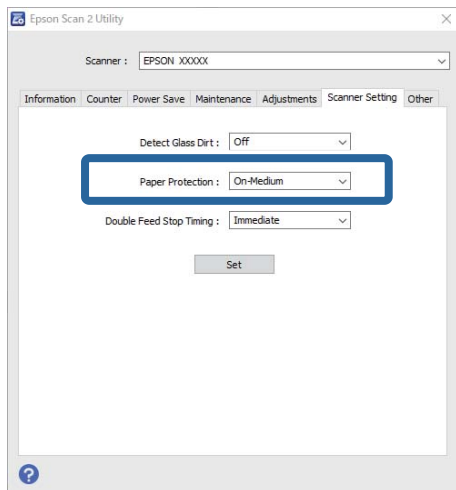 Epson Scan 2 Utility
Scanner : EPSON XXXXX
Information Counter Power Save Maintenance Adjustments Scanner Setting Other
Detect Glass Dirt : Off
Paper Protection : On-Medium
Double Feed Stop Timing : Immediate
Set
?